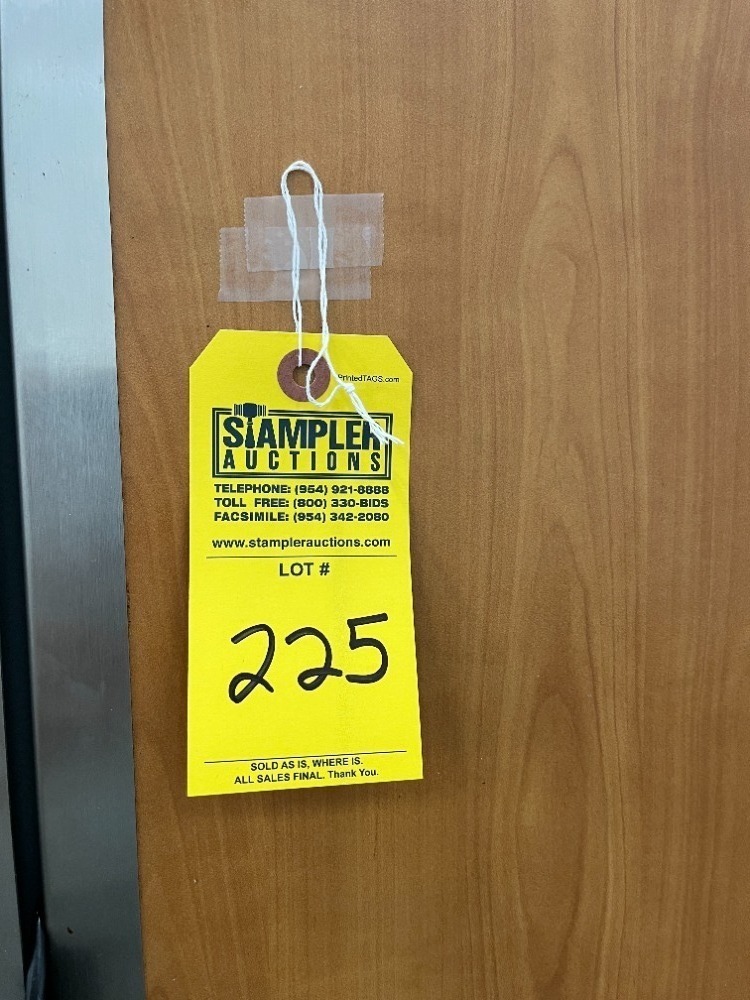 PrintedTAGS.com
STAMPLER
AUCTIONS
TELEPHONE: (954) 921-8888
TOLL FREE: (800) 330-BIDS
FACSIMILE: (954) 342-2080
www.stamplerauctions.com
LOT #
225
SOLD AS IS, WHERE IS.
ALL SALES FINAL. Thank You.